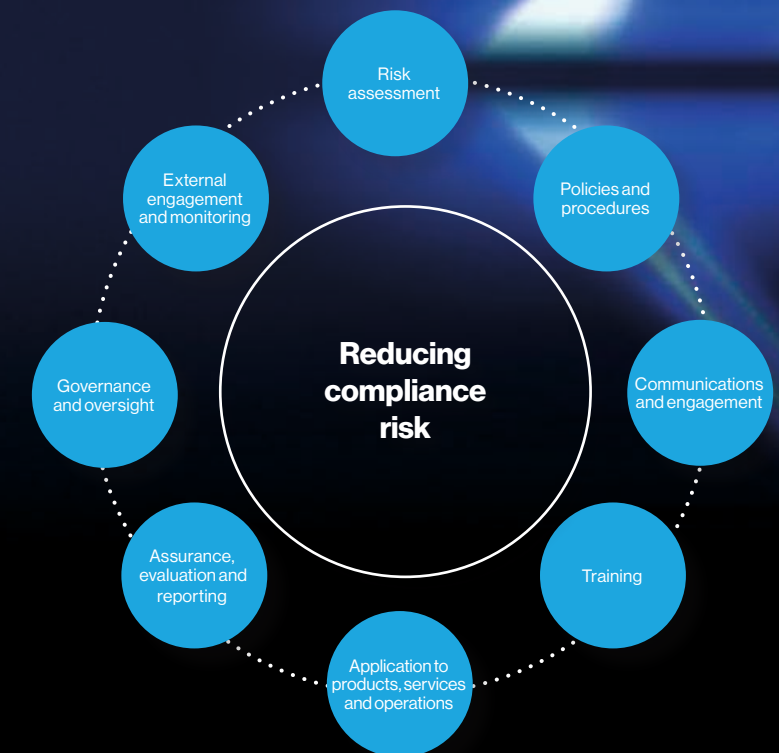 Risk
assessment
Policies and
procedures
Communications
and engagement
Training
Application to
products, services
and operations
Assurance,
evaluation and
reporting
Governance
and oversight
External
engagement
and monitoring
Reducing
compliance
risk